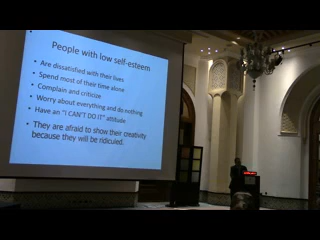 People with low self-esteem
• Are dissatisfied with their lives
• Spend most of their time alone
• Complain and criticize
• Worry about everything and do nothing
• Have an "I CAN'T DO IT" attitude
• They are afraid to show their creativity
because they will be ridiculed.